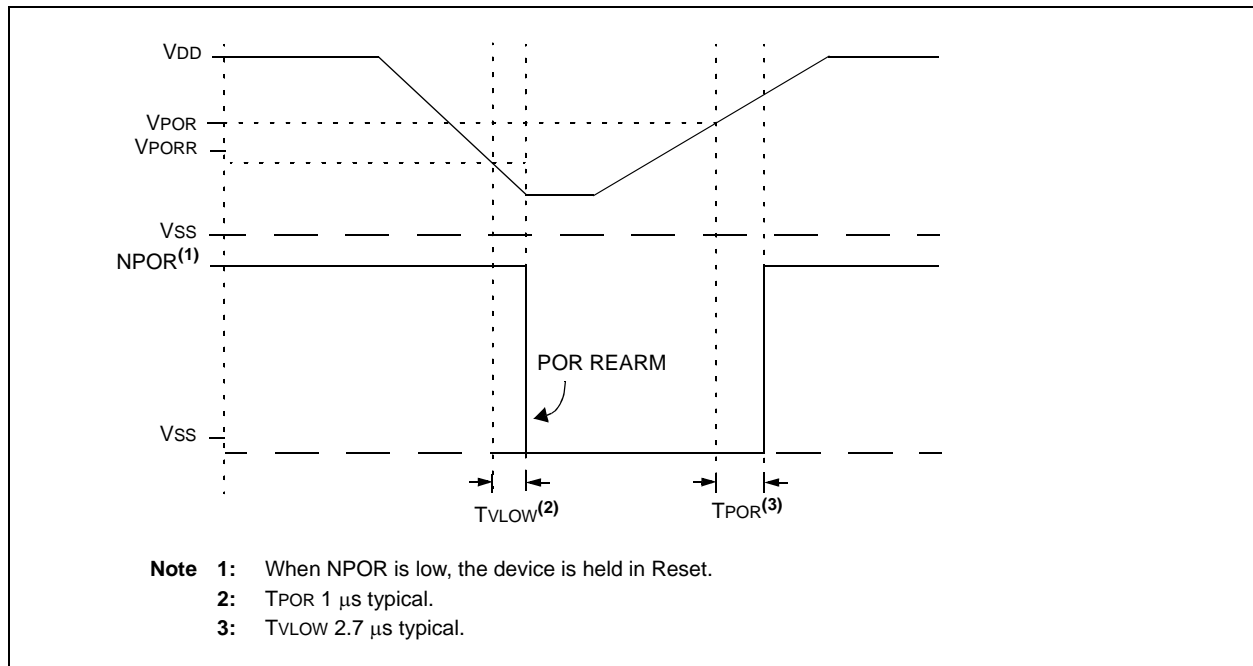 VDD
VPOR
VPORR
VSS
NPOR(1)
POR REARM
VSS
TVLOW(2) TPOR(3)
Note 1: When NPOR is low, the device is held in Reset.
2: TPOR 1 μs typical.
3: TVLOW 2.7 μs typical.